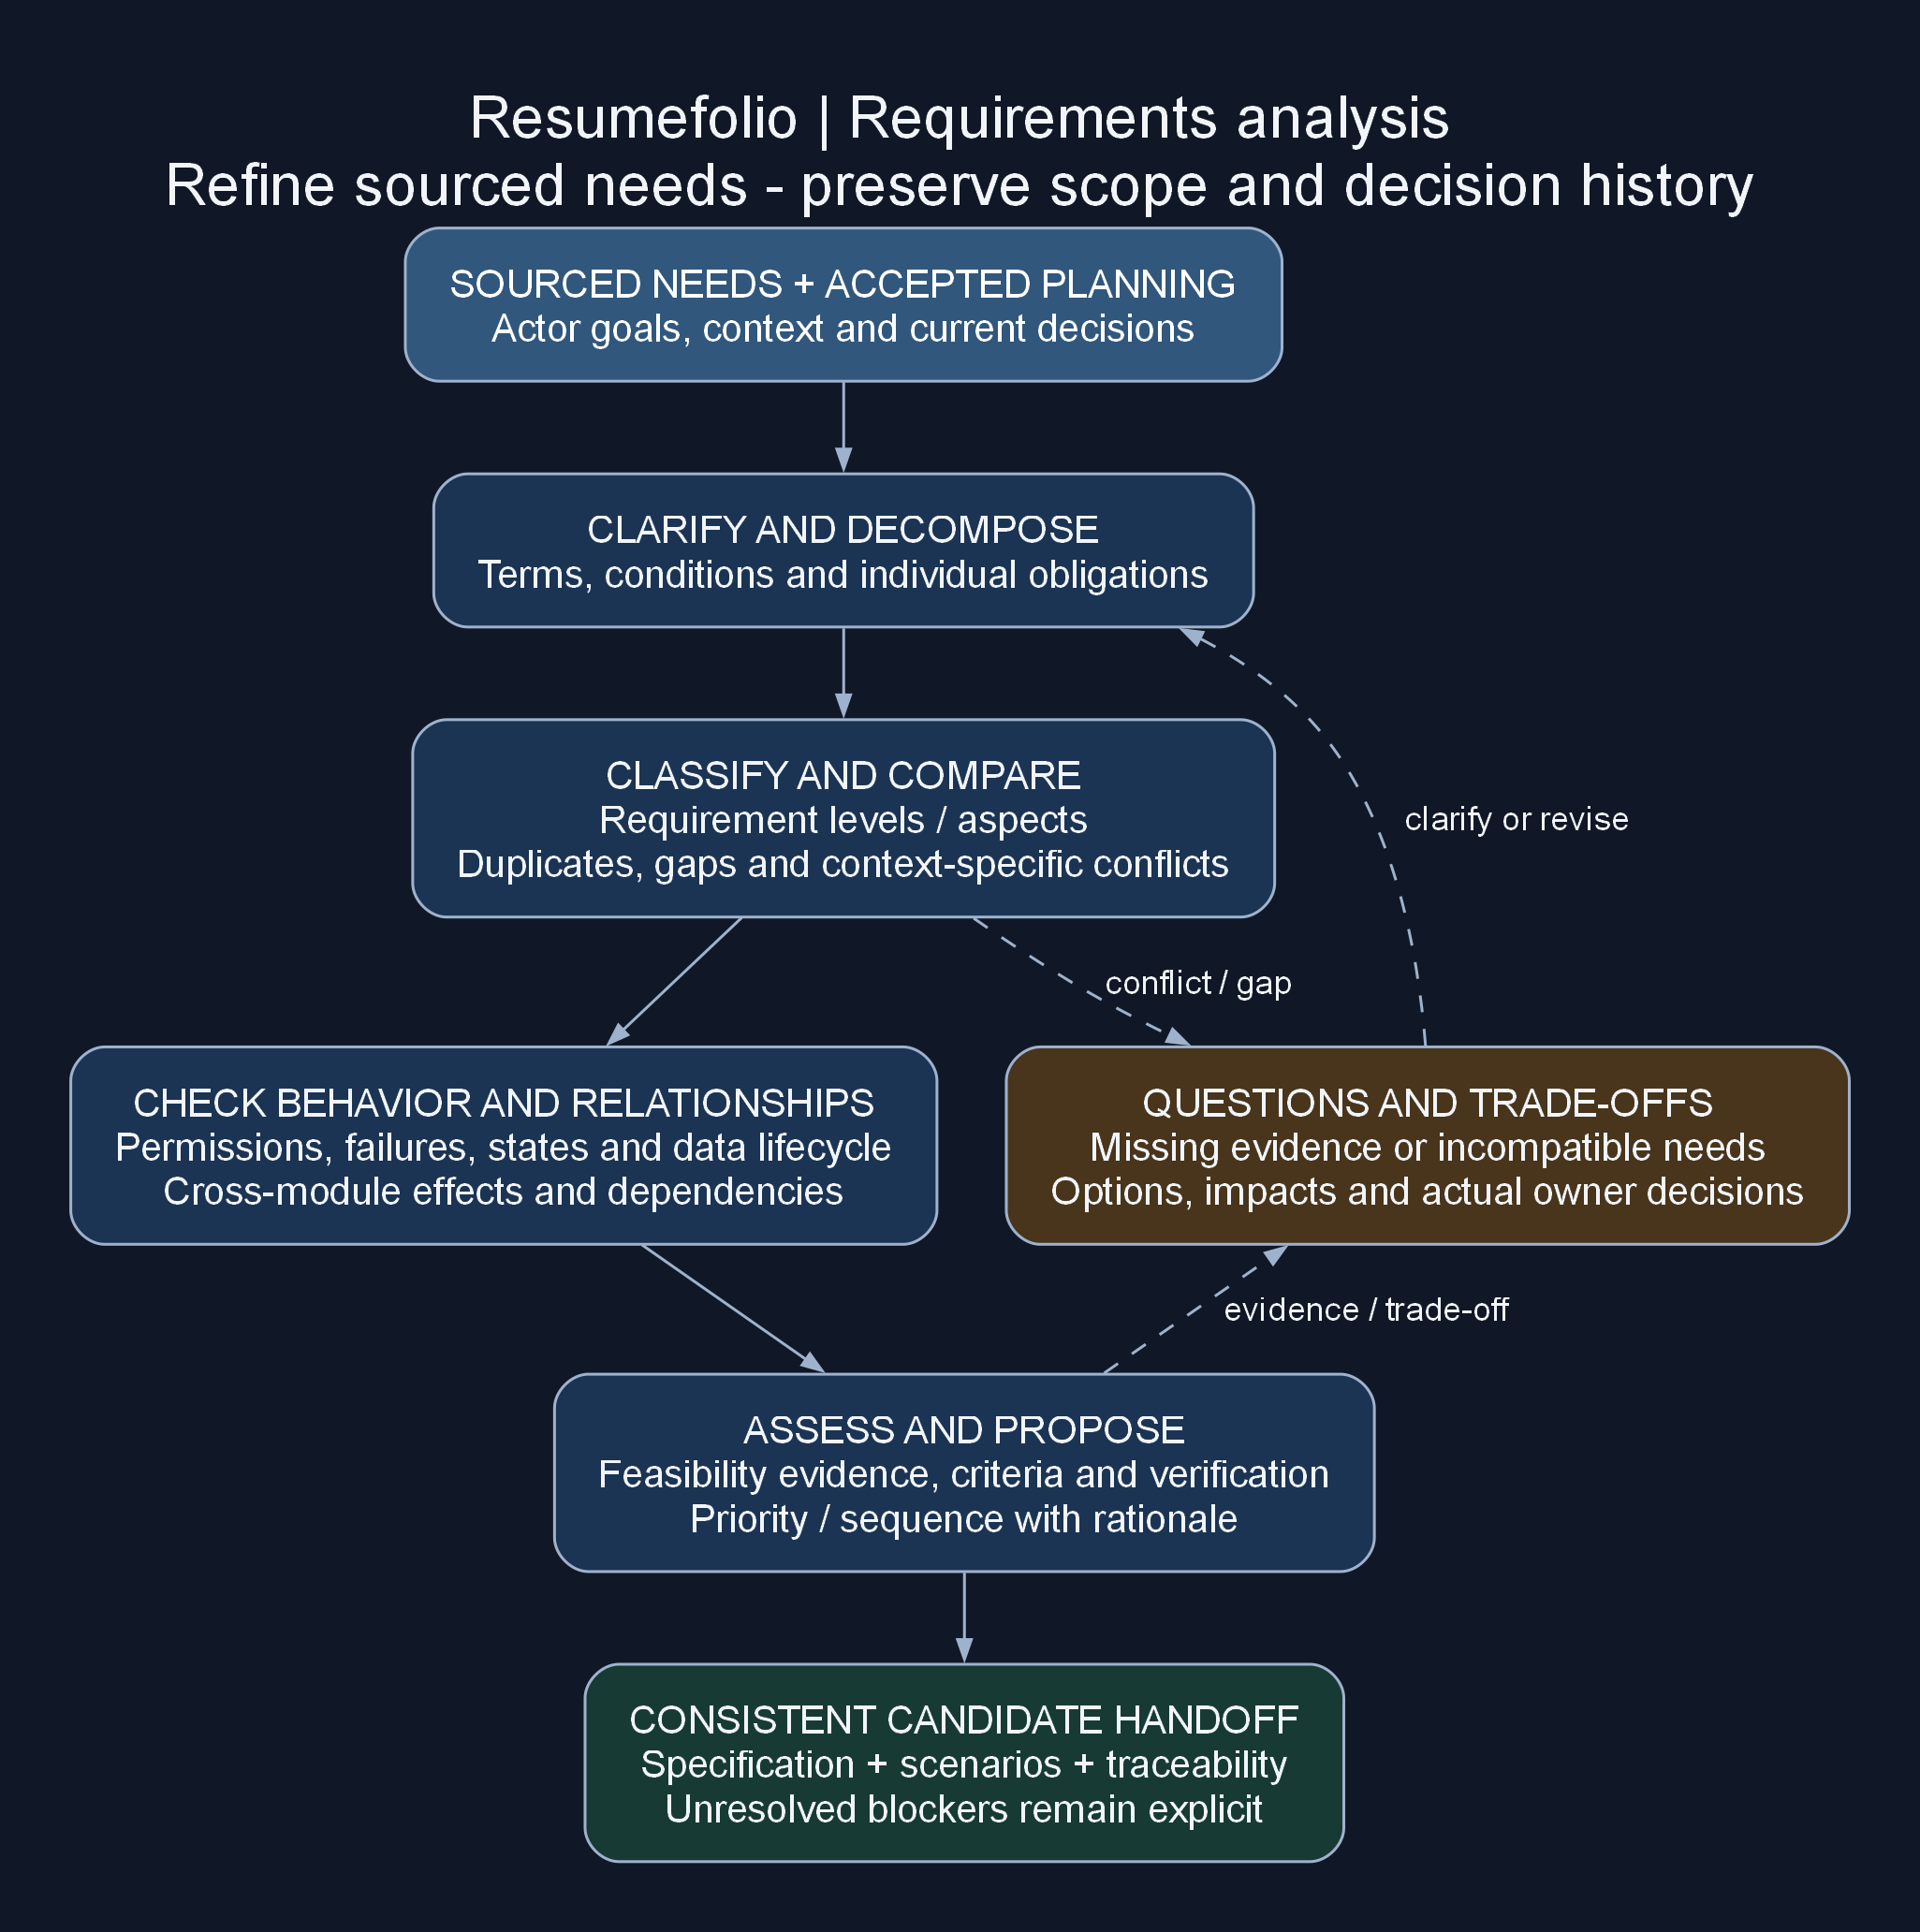 Resumefolio | Requirements analysis
Refine sourced needs - preserve scope and decision history
SOURCED NEEDS + ACCEPTED PLANNING
Actor goals, context and current decisions
CLARIFY AND DECOMPOSE
Terms, conditions and individual obligations
CLASSIFY AND COMPARE
Requirement levels / aspects
Duplicates, gaps and context-specific conflicts
clarify or revise
conflict / gap
CHECK BEHAVIOR AND RELATIONSHIPS
Permissions, failures, states and data lifecycle
Cross-module effects and dependencies
QUESTIONS AND TRADE-OFFS
Missing evidence or incompatible needs
Options, impacts and actual owner decisions
evidence / trade-off
ASSESS AND PROPOSE
Feasibility evidence, criteria and verification
Priority / sequence with rationale
CONSISTENT CANDIDATE HANDOFF
Specification + scenarios + traceability
Unresolved blockers remain explicit